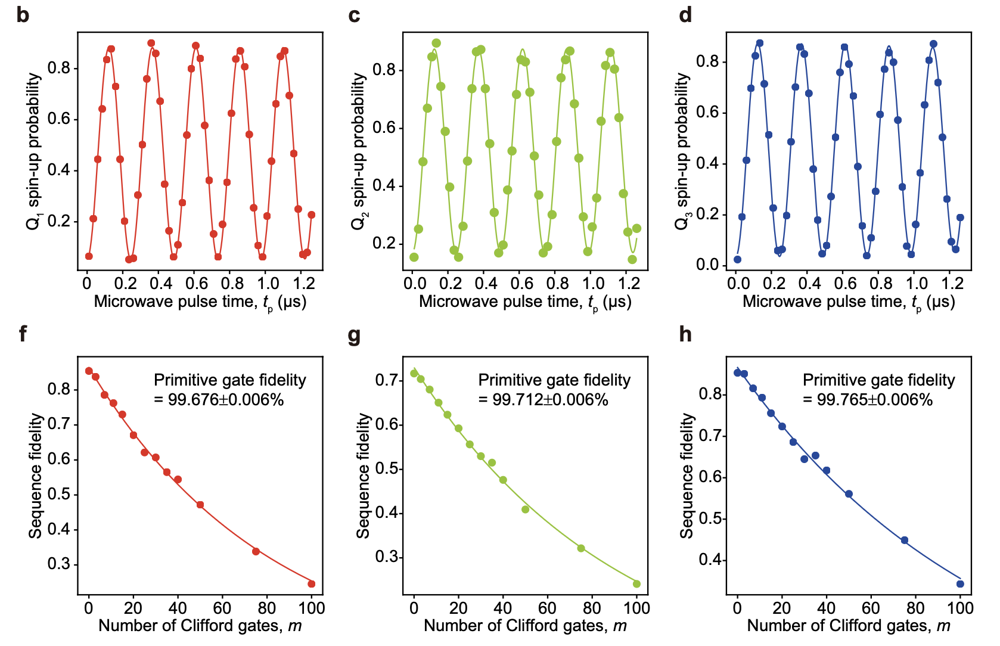 b
0.8
0.6
0.4
0.2
Q1 spin-up probability
0 0.2 0.4 0.6 0.8 1.0 1.2
Microwave pulse time, tp (µs)
c
0.8
0.6
0.4
0.2
Q2 spin-up probability
0.0 0.2 0.4 0.6 0.8 1.0 1.2
Microwave pulse time, tp (µs)
d
0.8
0.6
0.4
0.2
0.0
Q3 spin-up probability
0.0 0.2 0.4 0.6 0.8 1.0 1.2
Microwave pulse time, tp (µs)
f
Primitive gate fidelity
= 99.676±0.006%
0.8
0.7
0.6
0.5
0.4
0.3
Sequence fidelity
0 20 40 60 80 100
Number of Clifford gates, m
g
Primitive gate fidelity
= 99.712±0.006%
0.7
0.6
0.5
0.4
0.3
Sequence fidelity
0 20 40 60 80 100
Number of Clifford gates, m
h
Primitive gate fidelity
= 99.765±0.006%
0.8
0.7
0.6
0.5
0.4
Sequence fidelity
0 20 40 60 80 100
Number of Clifford gates, m